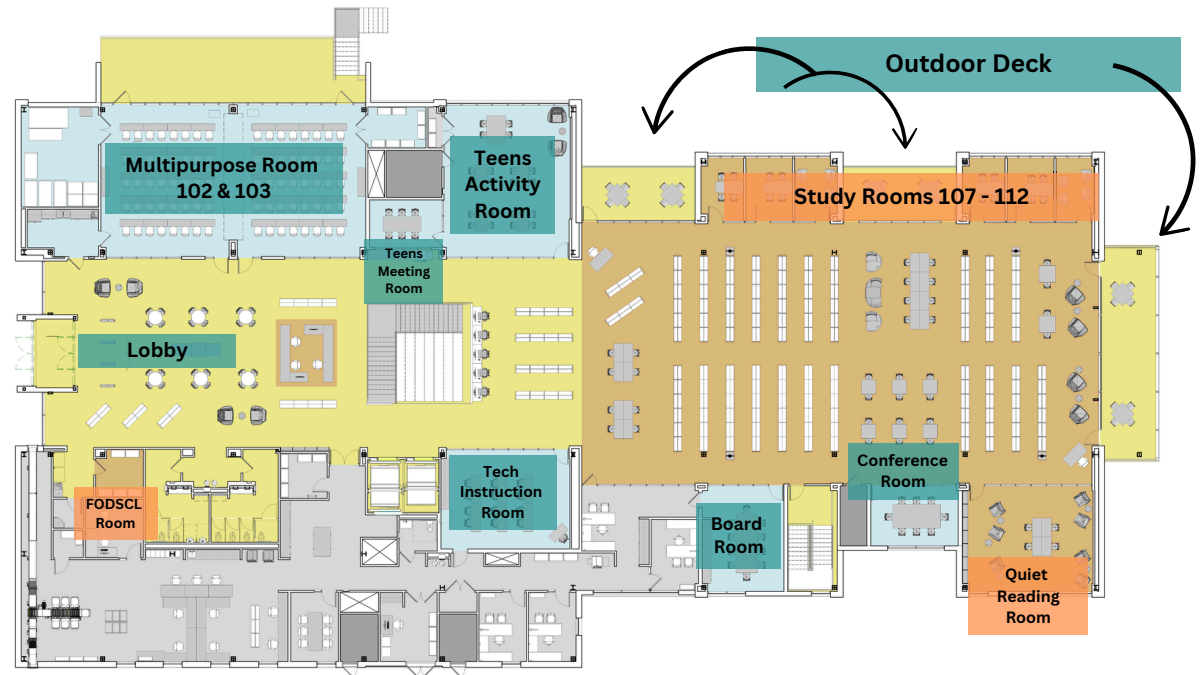 Outdoor Deck
Multipurpose Room
102 & 103
Teens
Activity
Room
Study Rooms 107 - 112
Teens
Meeting
Room
Lobby
Conference
Room
Tech
Instruction
Room
FODSCL
Room
Board
Room
Quiet
Reading
Room